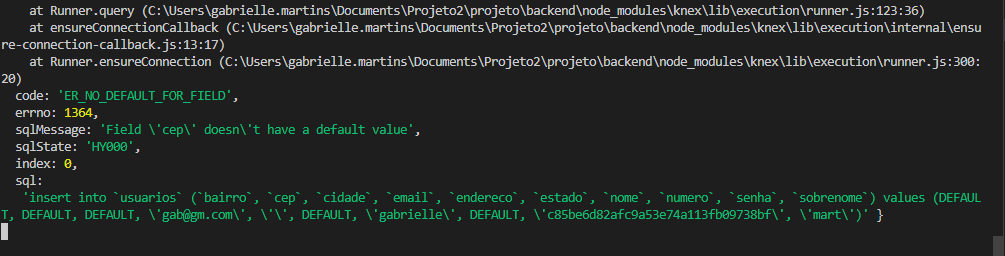 at Runner.query (C:\Users\gabrielle.martins\Documents\Projeto2\projeto\backend\node_modules\knex\lib\execution\runner.js:123:36)
    at ensureConnectionCallback (C:\Users\gabrielle.martins\Documents\Projeto2\projeto\backend\node_modules\knex\lib\execution\internal\ensu
re-connection-callback.js:13:17)
    at Runner.ensureConnection (C:\Users\gabrielle.martins\Documents\Projeto2\projeto\backend\node_modules\knex\lib\execution\runner.js:300:
20)
  code: 'ER_NO_DEFAULT_FOR_FIELD',
  errno: 1364,
  sqlMessage: 'Field \'cep\' doesn\'t have a default value',
  sqlState: 'HY000',
  index: 0,
  sql:
   'insert into `usuarios` (`bairro`, `cep`, `cidade`, `email`, `endereco`, `estado`, `nome`, `numero`, `senha`, `sobrenome`) values (DEFAUL
T, DEFAULT, DEFAULT, \'gab@gm.com\', \'\', DEFAULT, \'gabrielle\', DEFAULT, \'c85be6d82afc9a53e74a113fb09738bf\', \'mart\')' }